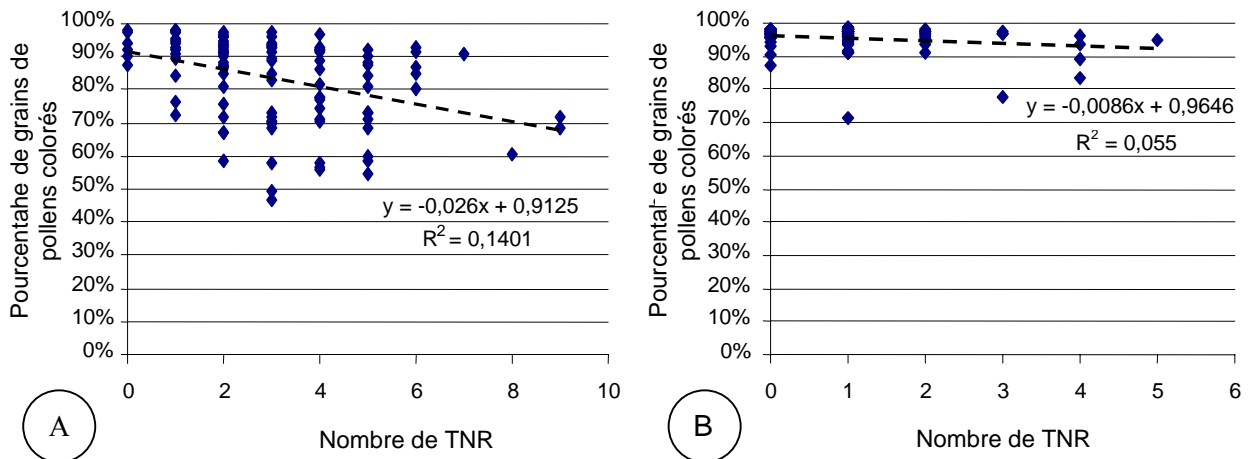 100%
90%
80%
70%
60%
50%
40%
30%
20%
10%
0%
Pourcentahe de grains de
pollens colorés
y = -0,026x + 0,9125
R² = 0,1401
0 2 4 6 8 10
Nombre de TNR
A
100%
90%
80%
70%
60%
50%
40%
30%
20%
10%
0%
de grains de
pollens colorés
y = -0,0086x + 0,9646
R² = 0,055
0 1 2 3 4 5 6
Nombre de TNR
B